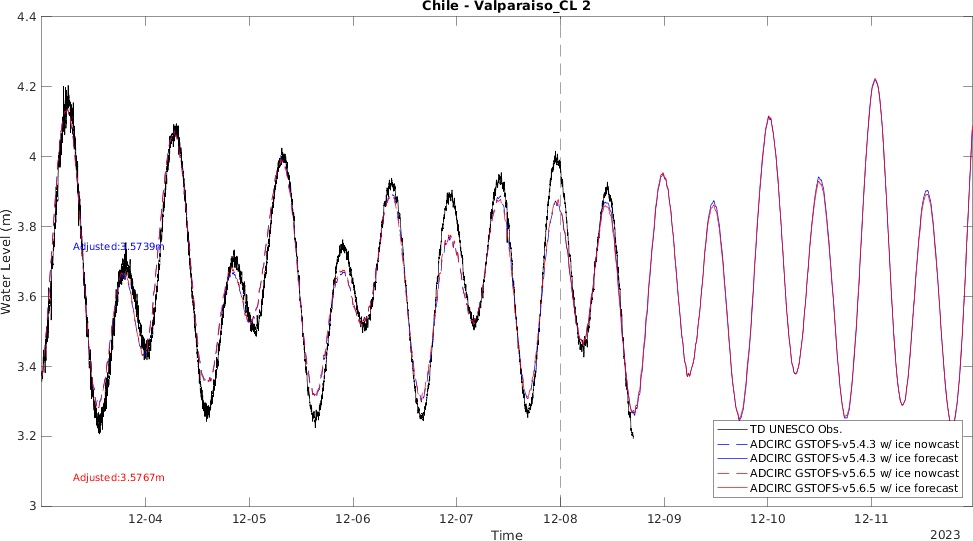 Chile - Valparaiso_CL 2
4.4
4.2
4
3.8
3.6
3.4
3.2
3
Water Level (m)
Adjusted:3.5739m
Adjusted:3.5767m
TD UNESCO Obs.
ADCIRC GSTOFS-v5.4.3 w/ ice nowcast
ADCIRC GSTOFS-v5.4.3 w/ ice forecast
ADCIRC GSTOFS-v5.6.5 w/ ice nowcast
ADCIRC GSTOFS-v5.6.5 w/ ice forecast
12-04 12-05 12-06 12-07 12-08 12-09 12-10 12-11
Time
2023